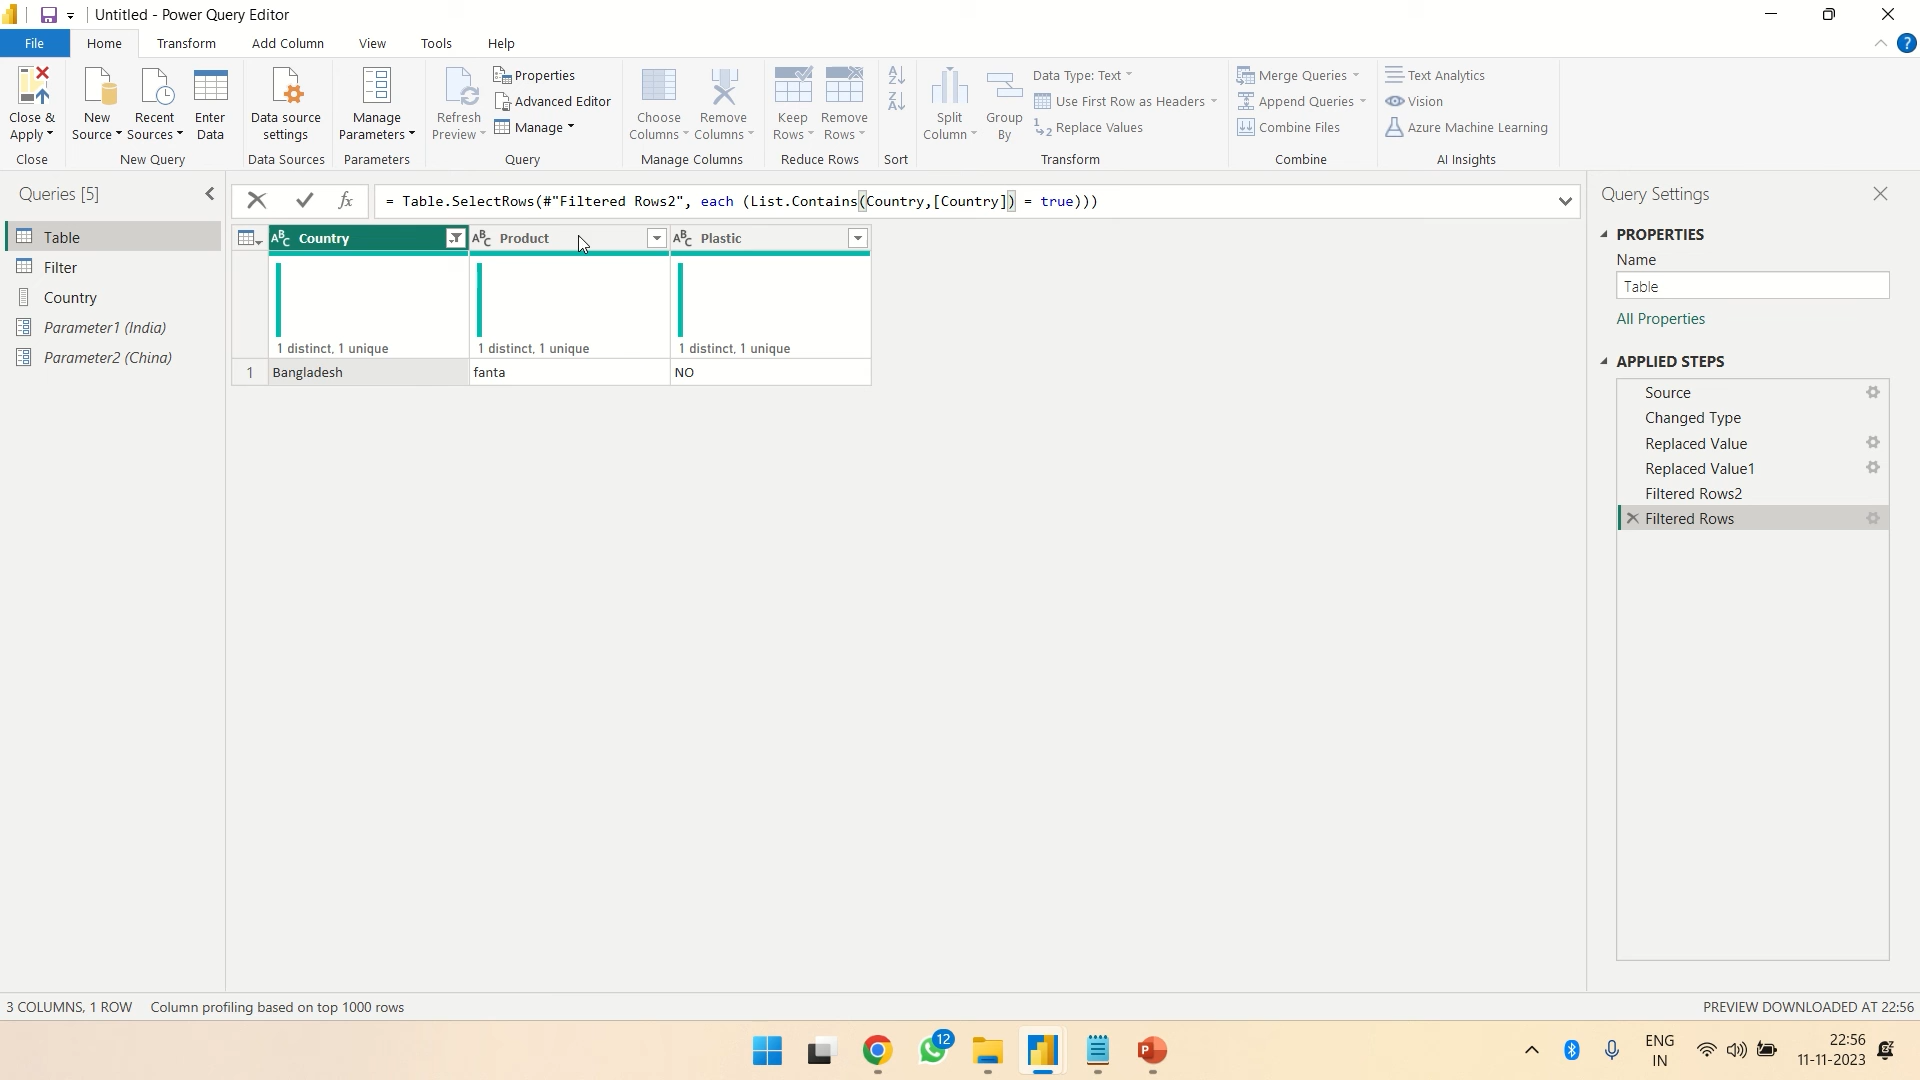 Untitled - Power Query Editor
File Home Transform Add Column View Tools Help
Close & Apply
Close
New Source
Recent Sources
Enter Data
New Query
Data source settings
Data Sources
Manage Parameters
Parameters
Refresh Preview
Properties
Advanced Editor
Manage
Query
Choose Columns
Remove Columns
Manage Columns
Keep Rows
Remove Rows
Reduce Rows
Sort
Split Column
Group By
Data Type: Text
Use First Row as Headers
Replace Values
Transform
Merge Queries
Append Queries
Combine Files
Combine
Text Analytics
Vision
Azure Machine Learning
AI Insights
Queries [5]
Table
Filter
Country
Parameter1 (India)
Parameter2 (China)
fx = Table.SelectRows(#"Filtered Rows2", each (List.Contains(Country,[Country]) = true)))
Country Product Plastic
1 distinct, 1 unique 1 distinct, 1 unique 1 distinct, 1 unique
1 Bangladesh fanta NO
Query Settings
PROPERTIES
Name
Table
All Properties
APPLIED STEPS
Source
Changed Type
Replaced Value
Replaced Value1
Filtered Rows2
Filtered Rows
3 COLUMNS, 1 ROW Column profiling based on top 1000 rows
PREVIEW DOWNLOADED AT 22:56
12
ENG
IN
22:56
11-11-2023